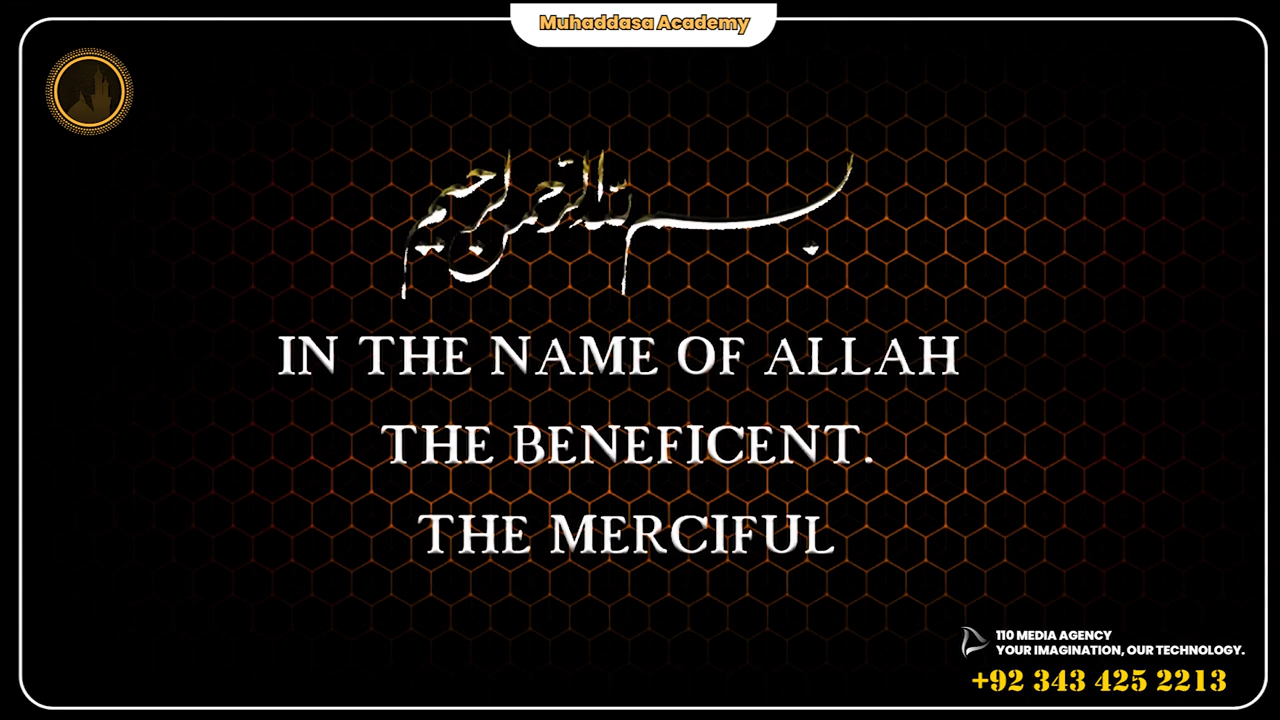 Muhaddasa Academy
بسم الله الرحمن الرحيم
IN THE NAME OF ALLAH
THE BENEFICENT.
THE MERCIFUL
110 MEDIA AGENCY
YOUR IMAGINATION, OUR TECHNOLOGY.
+92 343 425 2213